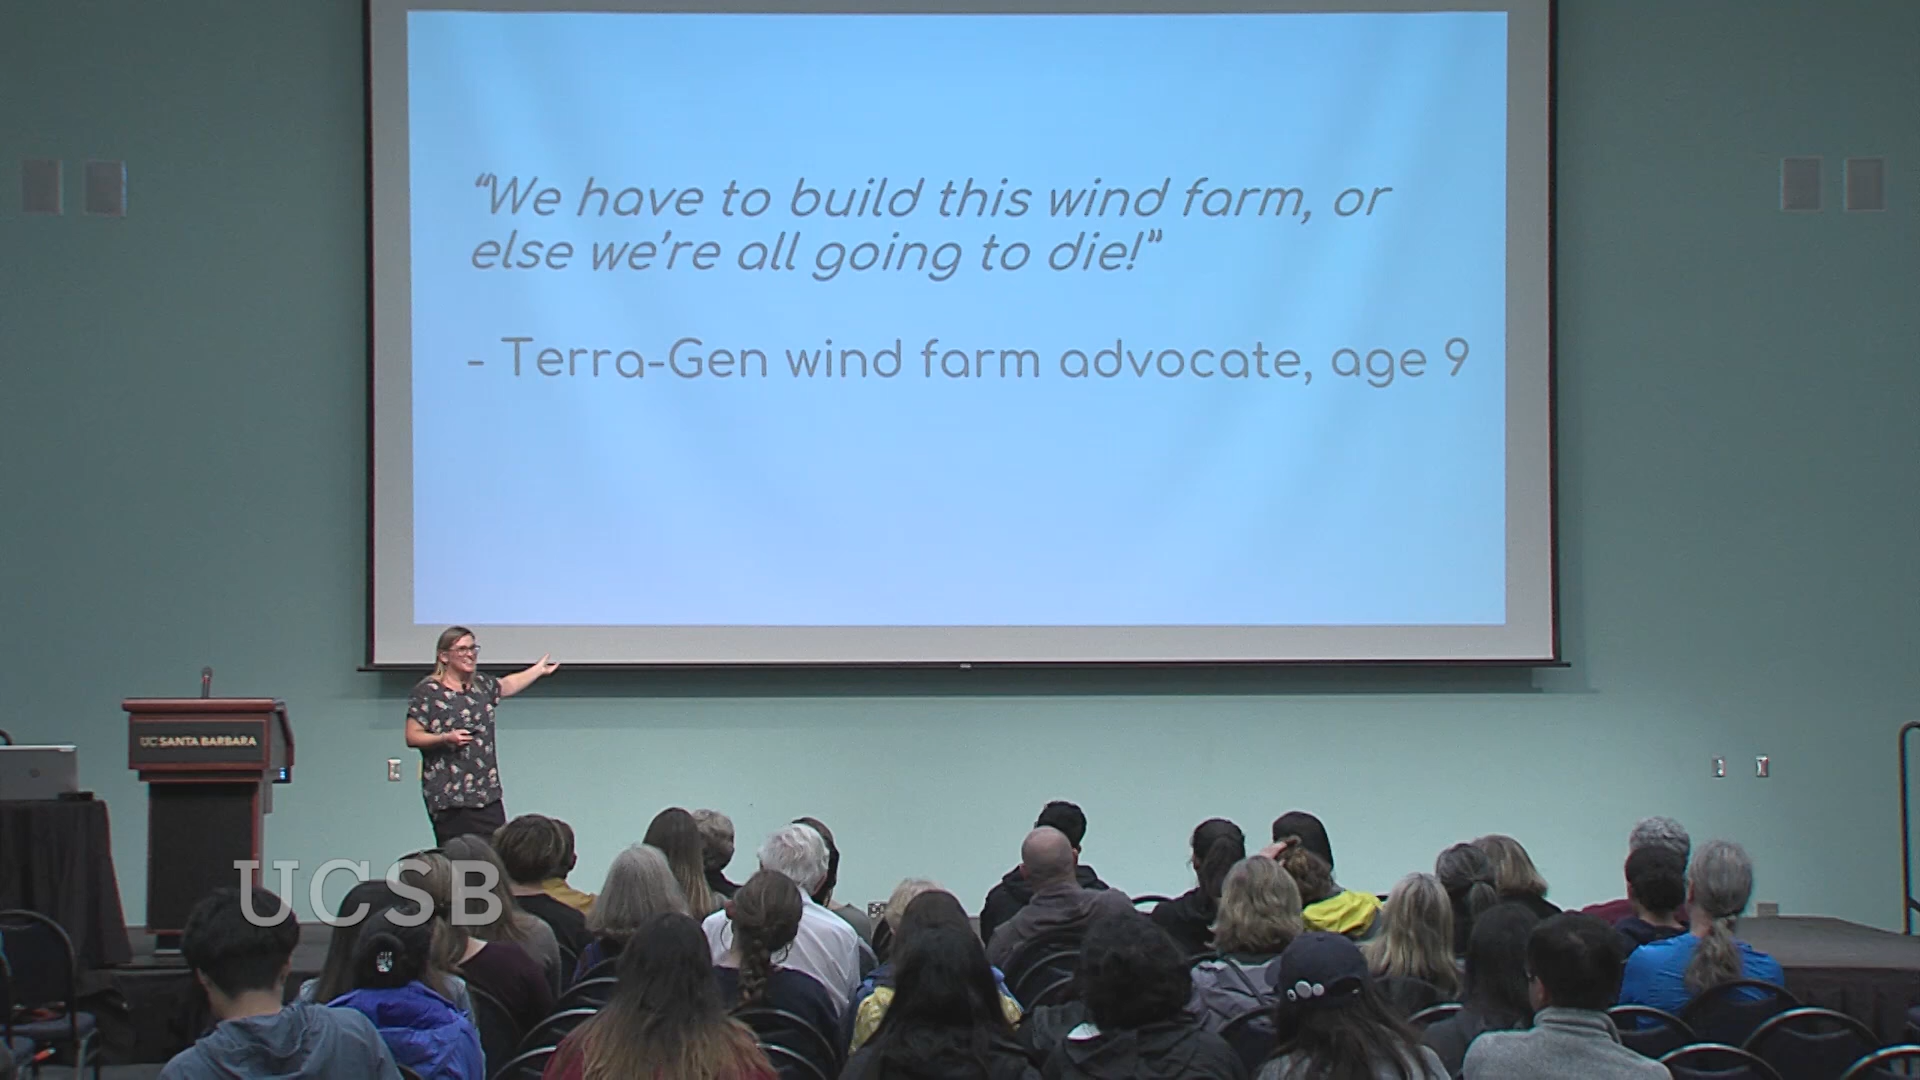 “We have to build this wind farm, or
else we’re all going to die!”
- Terra-Gen wind farm advocate, age 9
UC SANTA BARBARA
UCSB